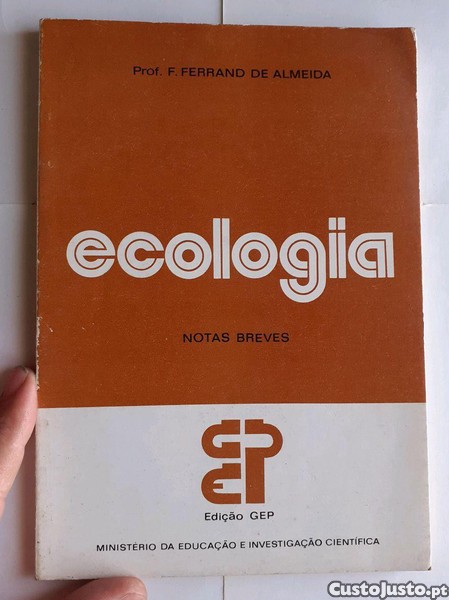 Prof. F. FERRAND DE ALMEIDA
ecologia
NOTAS BREVES
GEP
Edição GEP
MINISTÉRIO DA EDUCAÇÃO E INVESTIGAÇÃO CIENTÍFICA
CustoJusto.pt